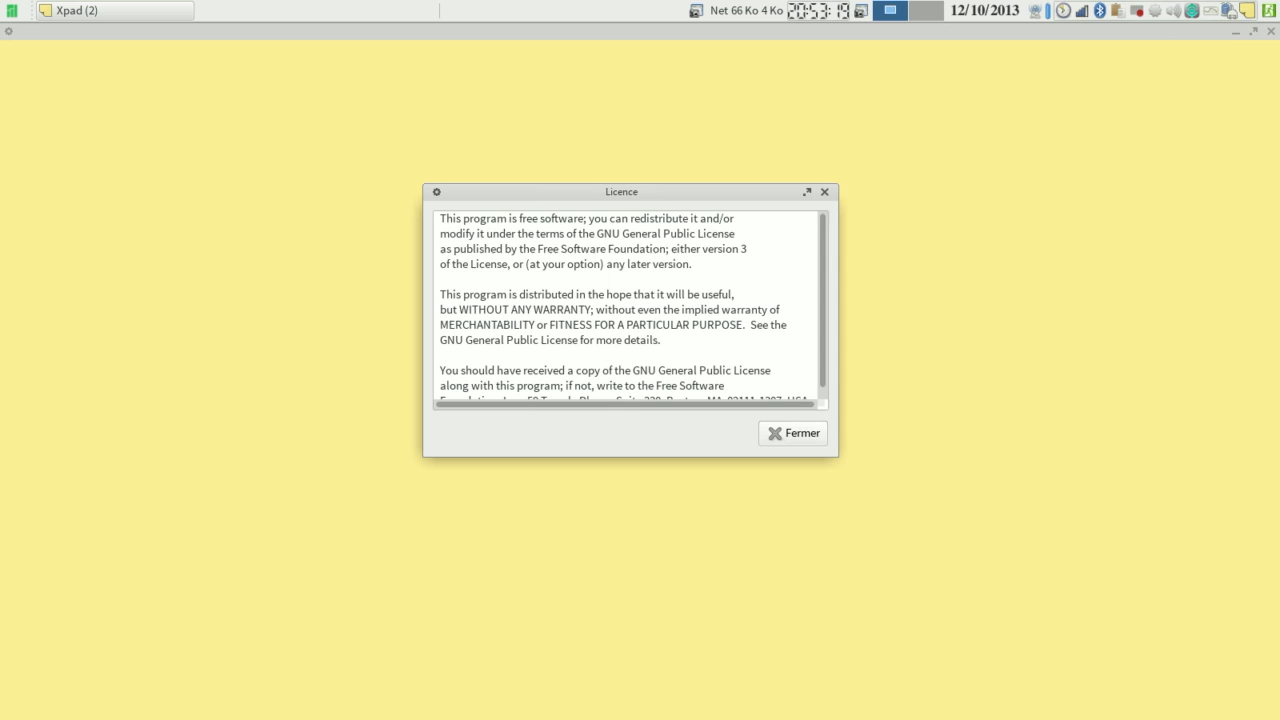 Xpad (2)
Net 66 Ko 4 Ko
20:53:19
12/10/2013
Licence
This program is free software; you can redistribute it and/or
modify it under the terms of the GNU General Public License
as published by the Free Software Foundation; either version 3
of the License, or (at your option) any later version.
This program is distributed in the hope that it will be useful,
but WITHOUT ANY WARRANTY; without even the implied warranty of
MERCHANTABILITY or FITNESS FOR A PARTICULAR PURPOSE.  See the
GNU General Public License for more details.
You should have received a copy of the GNU General Public License
along with this program; if not, write to the Free Software
Fermer